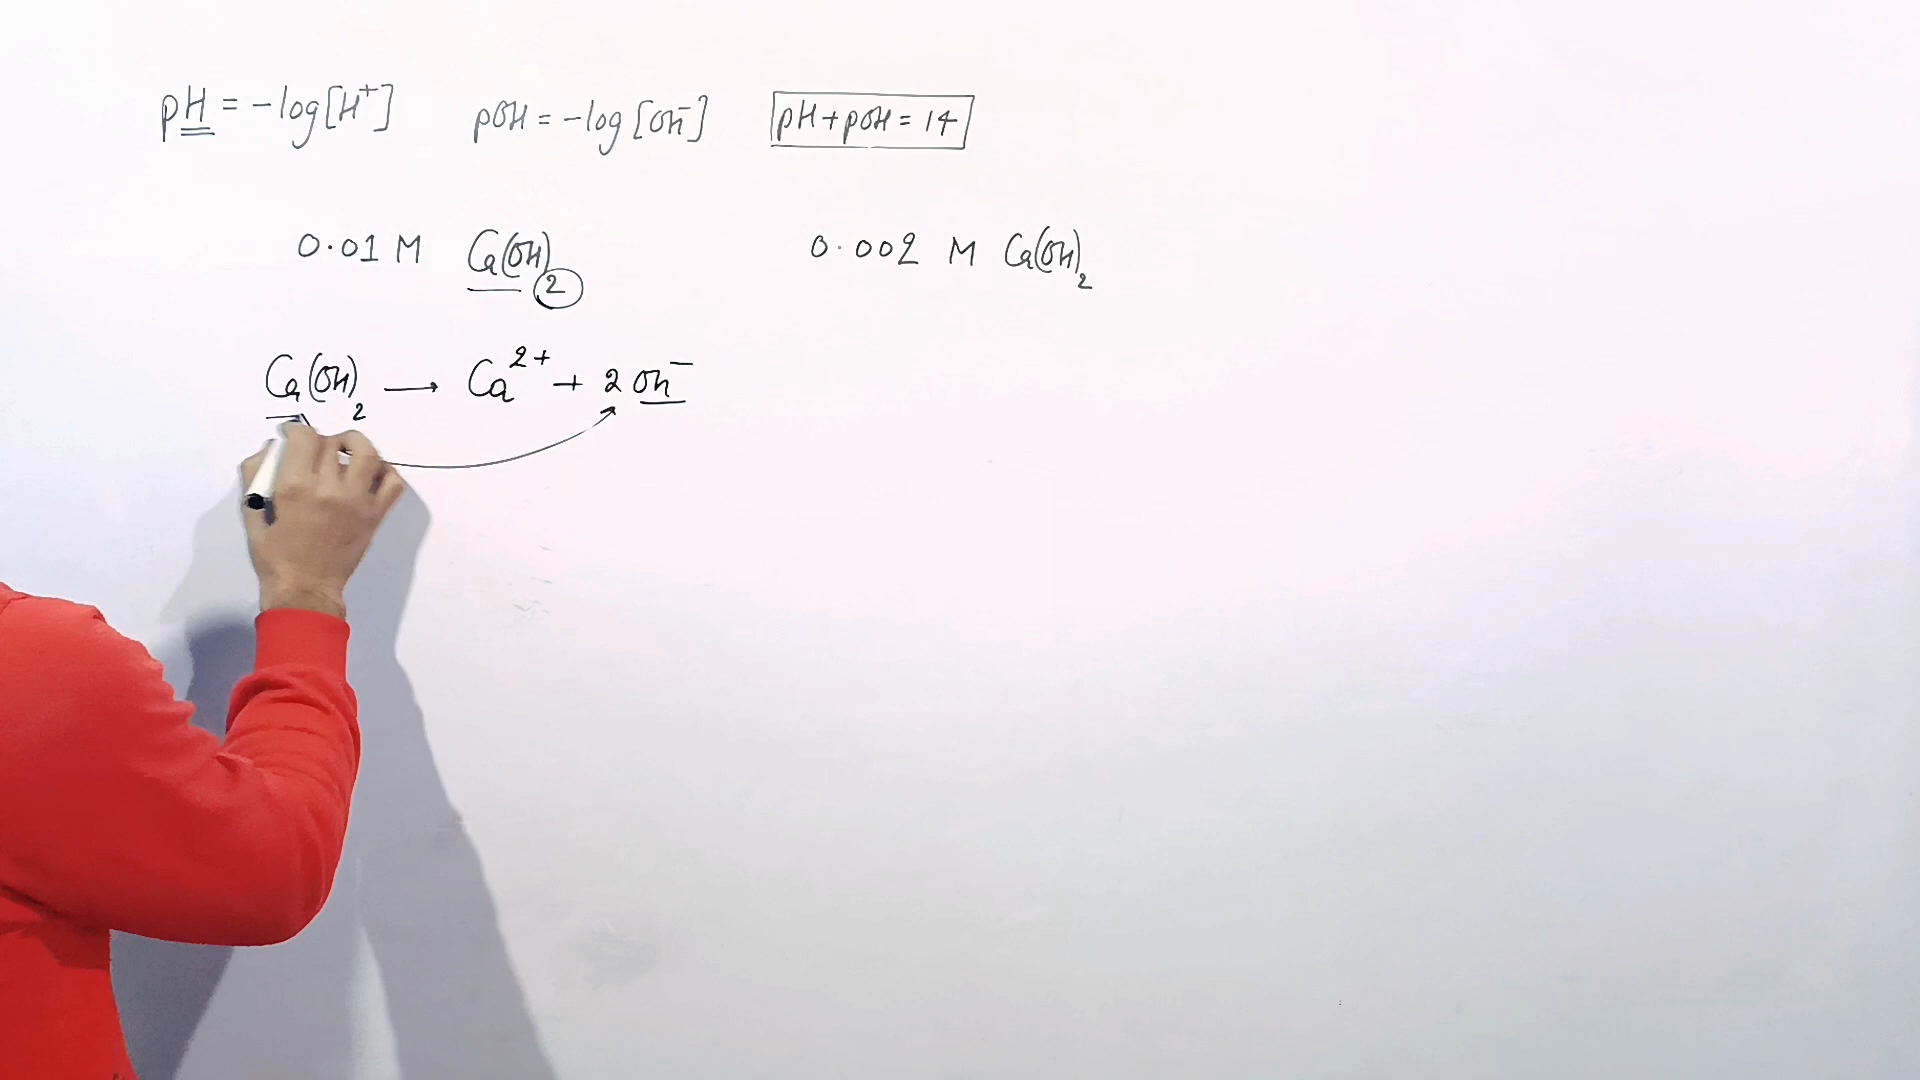 pH = -log[H⁺] pOH = -log[OH⁻] pH + pOH = 14
0.01 M Ca(OH)₂ 0.002 M Ca(OH)₂
Ca(OH)₂ → Ca²⁺ + 2 OH⁻